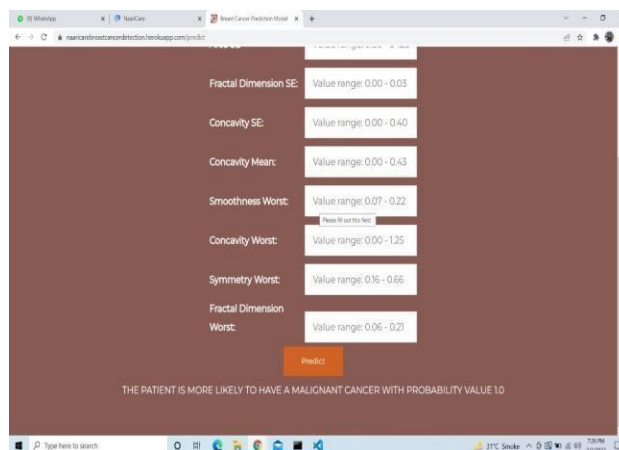 (1) WhatsApp
NaariCare
Breast Cancer Prediction Model
naaricarebreastcancerdetection.herokuapp.com/predict
Fractal Dimension SE:
Value range: 0.00 - 0.03
Concavity SE:
Value range: 0.00 - 0.40
Concavity Mean:
Value range: 0.00 - 0.43
Smoothness Worst:
Value range: 0.07 - 0.22
Please fill out this field.
Concavity Worst:
Value range: 0.00 - 1.25
Symmetry Worst:
Value range: 0.16 - 0.66
Fractal Dimension
Worst:
Value range: 0.06 - 0.21
Predict
THE PATIENT IS MORE LIKELY TO HAVE A MALIGNANT CANCER WITH PROBABILITY VALUE 1.0
Type here to search
31°C Smoke